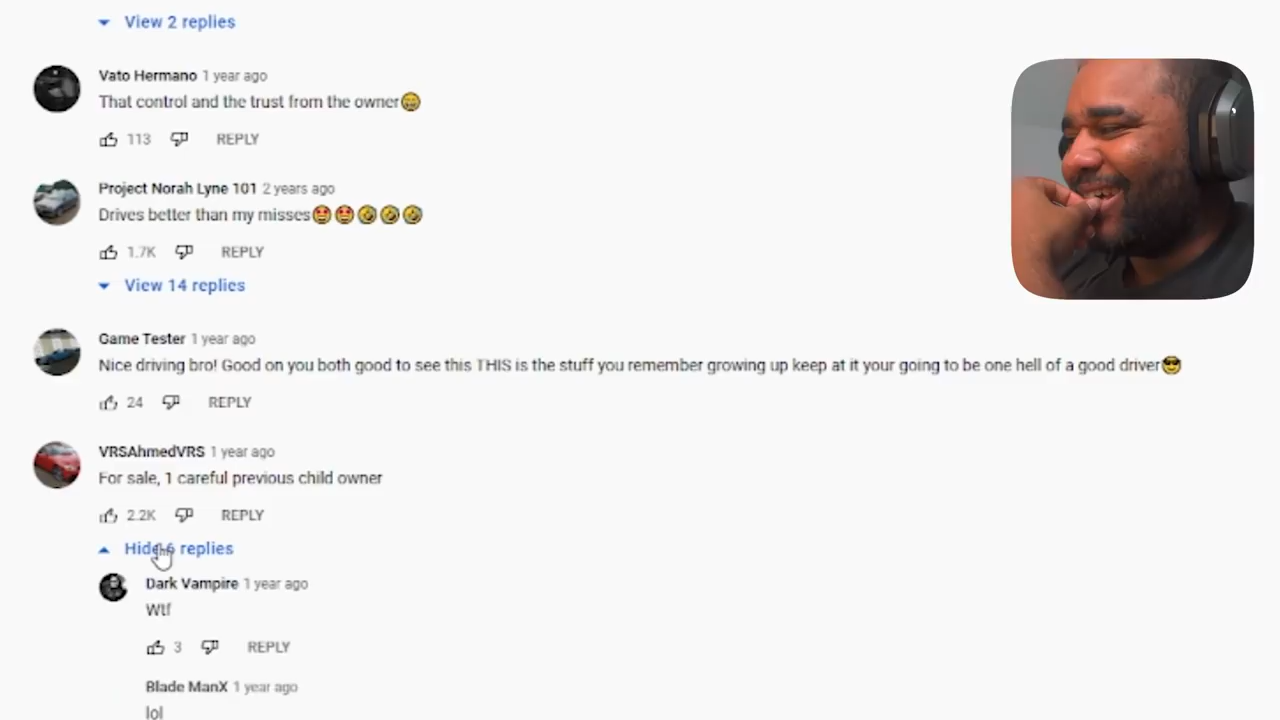 View 2 replies
Vato Hermano 1 year ago
That control and the trust from the owner😁
113 REPLY
Project Norah Lyne 101 2 years ago
Drives better than my misses🤩🤩🤣🤣🤣
1.7K REPLY
View 14 replies
Game Tester 1 year ago
Nice driving bro! Good on you both good to see this THIS is the stuff you remember growing up keep at it your going to be one hell of a good driver😎
24 REPLY
VRSAhmedVRS 1 year ago
For sale, 1 careful previous child owner
2.2K REPLY
Hide 6 replies
Dark Vampire 1 year ago
Wtf
3 REPLY
Blade ManX 1 year ago
lol